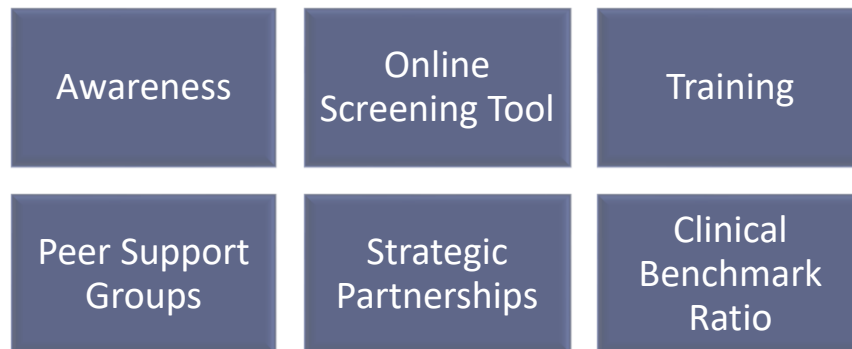 Awareness
Online
Screening Tool
Training
Peer Support
Groups
Strategic
Partnerships
Clinical
Benchmark
Ratio